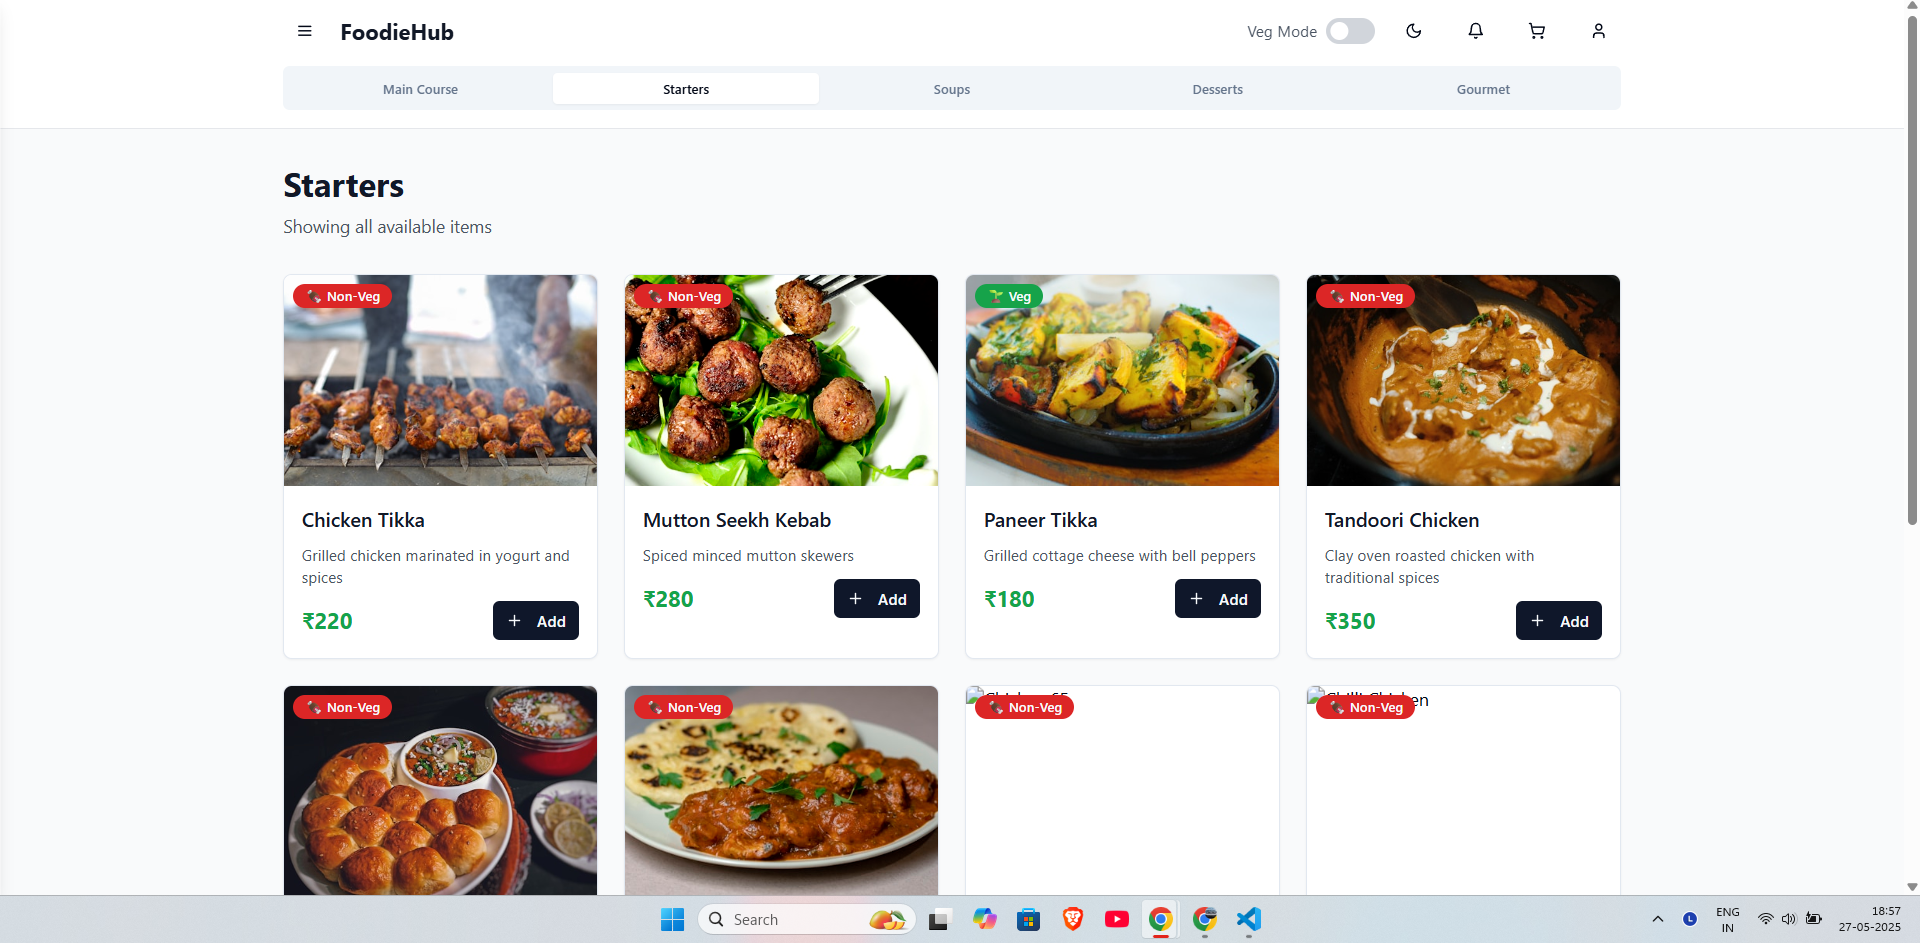 FoodieHub
Veg Mode
Main Course
Starters
Soups
Desserts
Gourmet
Starters
Showing all available items
Non-Veg
Non-Veg
Veg
Non-Veg
Chicken Tikka
Grilled chicken marinated in yogurt and
spices
₹220
Add
Mutton Seekh Kebab
Spiced minced mutton skewers
₹280
Add
Paneer Tikka
Grilled cottage cheese with bell peppers
₹180
Add
Tandoori Chicken
Clay oven roasted chicken with
traditional spices
₹350
Add
Non-Veg
Non-Veg
Chicken 65
Non-Veg
Chilli Chicken
Non-Veg
Search
ENG
IN
18:57
27-05-2025